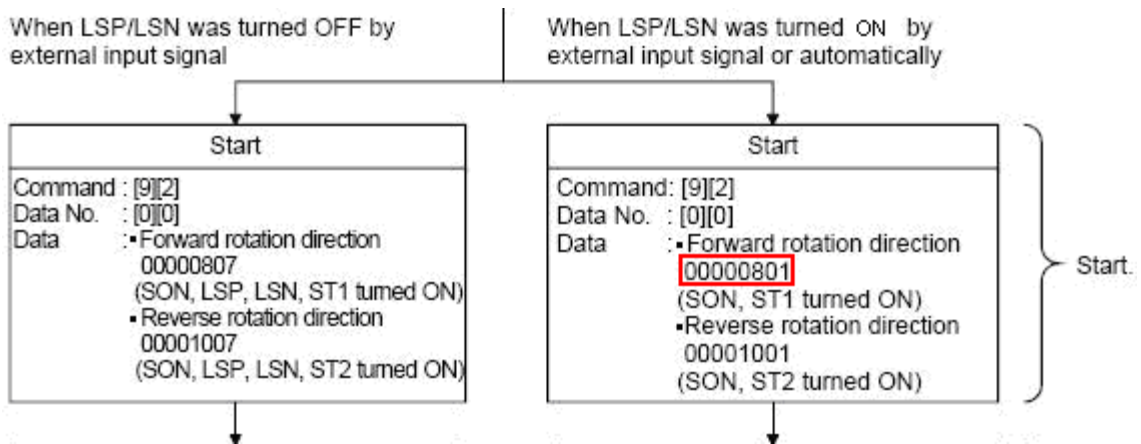 When LSP/LSN was turned OFF by
external input signal
When LSP/LSN was turned ON by
external input signal or automatically
Start
Command : [9][2]
Data No. : [0][0]
Data :▪Forward rotation direction
00000807
(SON, LSP, LSN, ST1 turned ON)
▪Reverse rotation direction
00001007
(SON, LSP, LSN, ST2 turned ON)
Start
Command: [9][2]
Data No. : [0][0]
Data :▪Forward rotation direction
00000801
(SON, ST1 turned ON)
▪Reverse rotation direction
00001001
(SON, ST2 turned ON)
Start.